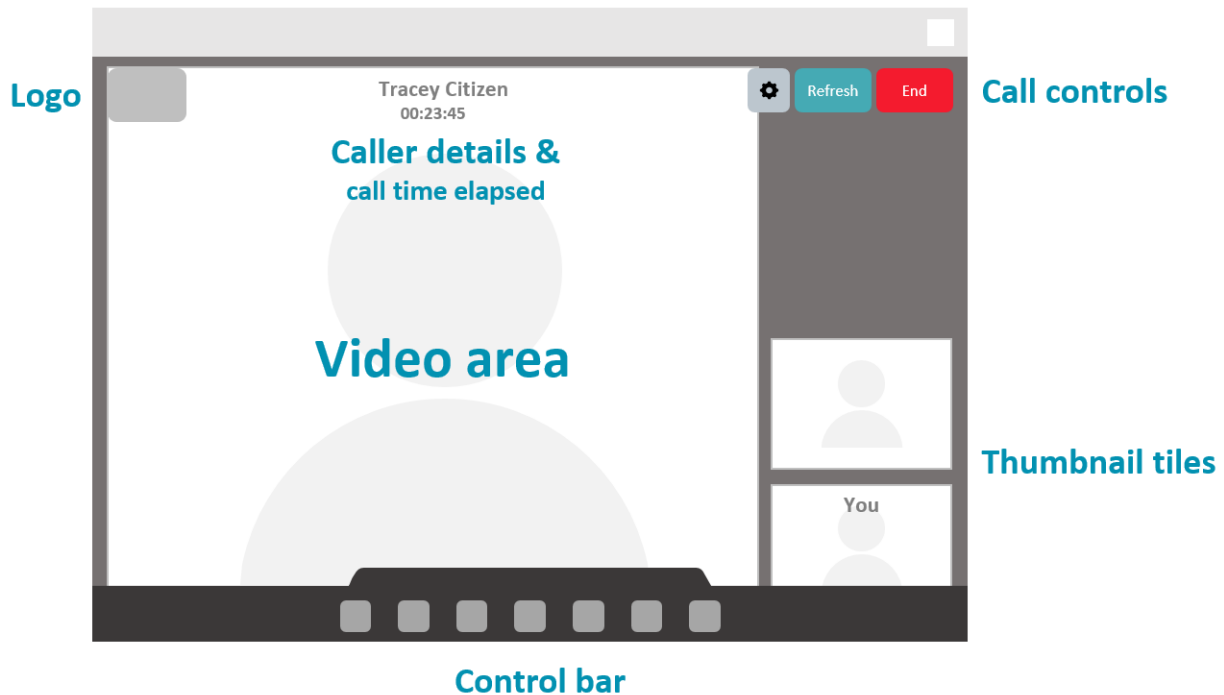 Logo
Tracey Citizen
00:23:45
Refresh
End
Call controls
Caller details &
call time elapsed
Video area
Thumbnail tiles
You
Control bar